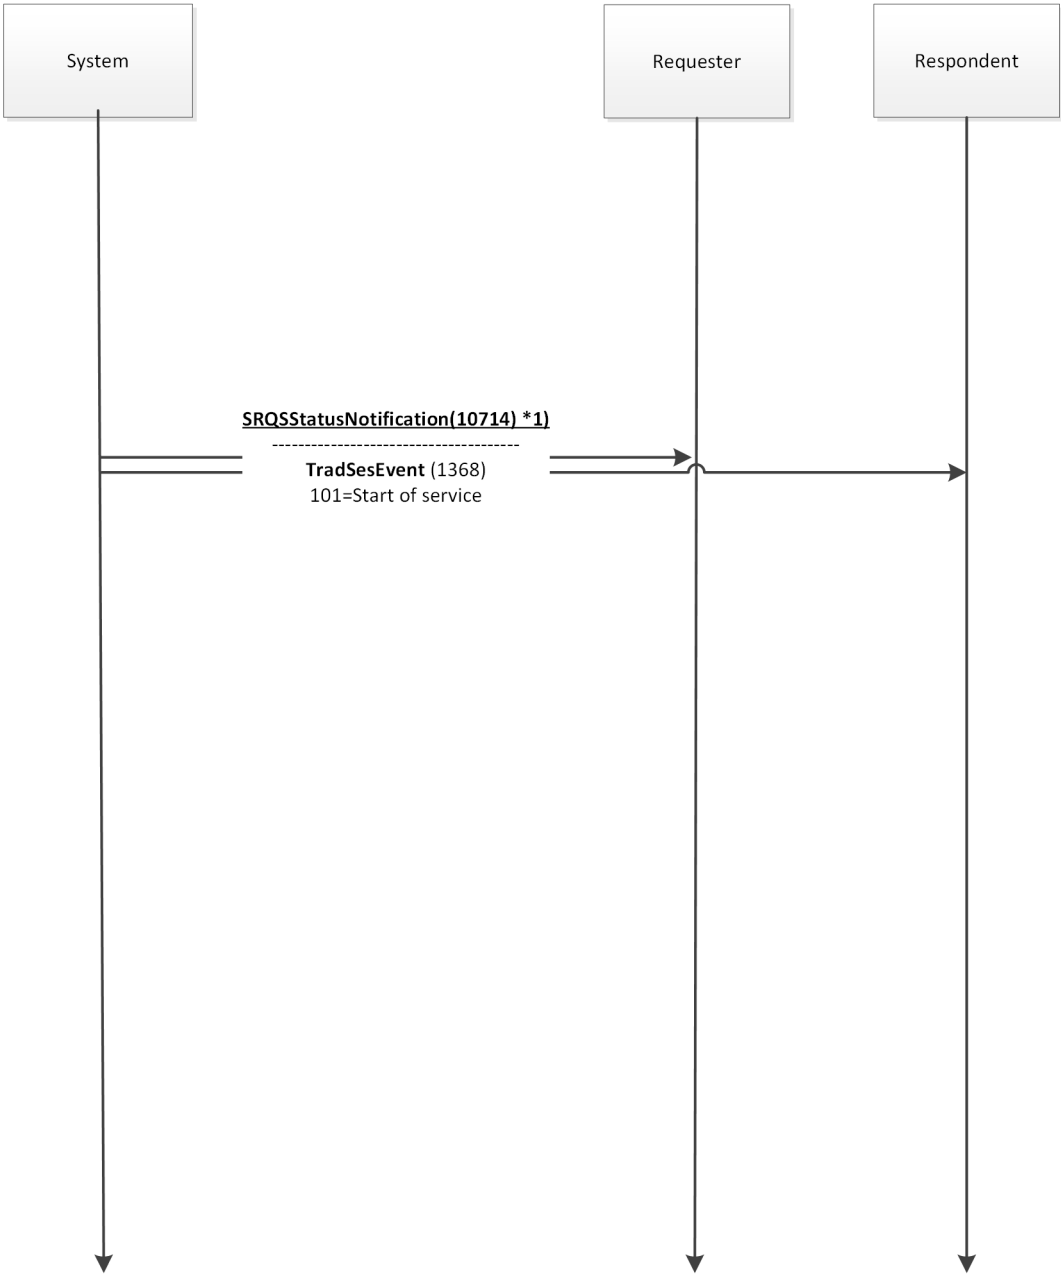 System
Requester
Respondent
SRQSStatusNotification(10714) *1)
--------------------------------------
TradSesEvent (1368)
101=Start of service